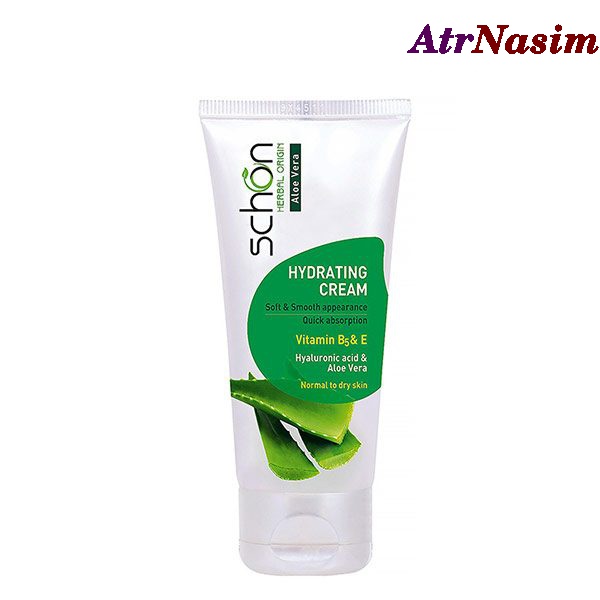 AtrNasim
schon
HERBAL ORIGIN
Aloe Vera
HYDRATING
CREAM
Soft & Smooth appearance
Quick absorption
Vitamin B5 & E
Hyaluronic acid &
Aloe Vera
Normal to dry skin